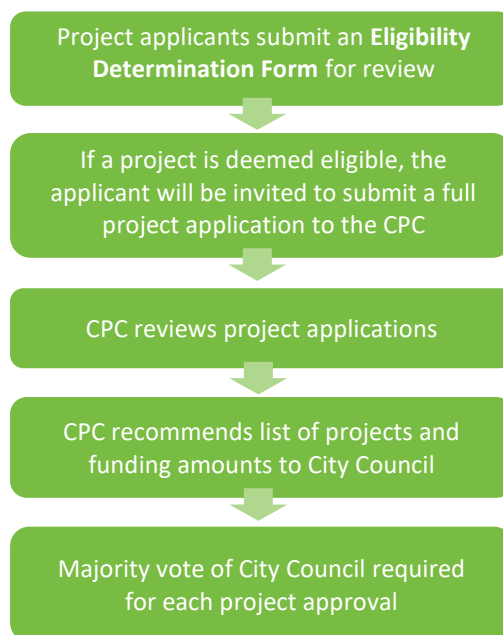 Project applicants submit an Eligibility
Determination Form for review
If a project is deemed eligible, the
applicant will be invited to submit a full
project application to the CPC
CPC reviews project applications
CPC recommends list of projects and
funding amounts to City Council
Majority vote of City Council required
for each project approval